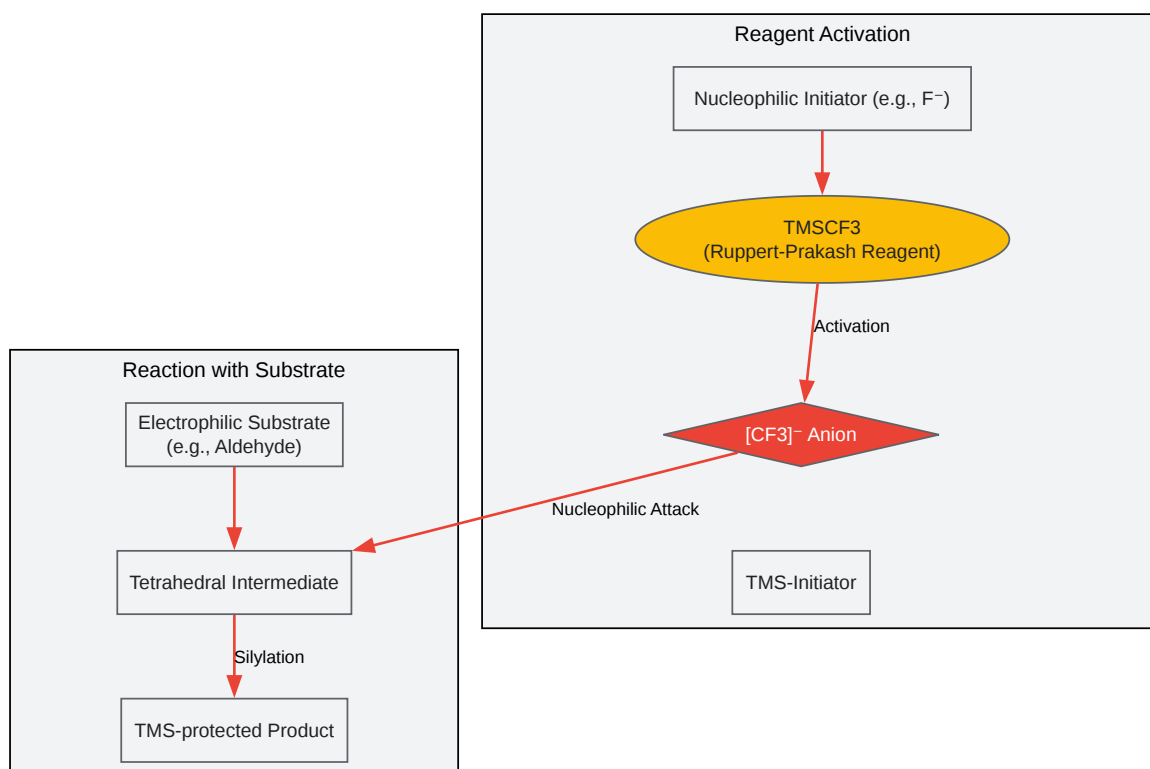 Reagent Activation
Nucleophilic Initiator (e.g., F⁻)
TMSCF3
(Ruppert-Prakash Reagent)
Activation
[CF3]⁻ Anion
Nucleophilic Attack
TMS-Initiator
Reaction with Substrate
Electrophilic Substrate
(e.g., Aldehyde)
Tetrahedral Intermediate
Silylation
TMS-protected Product